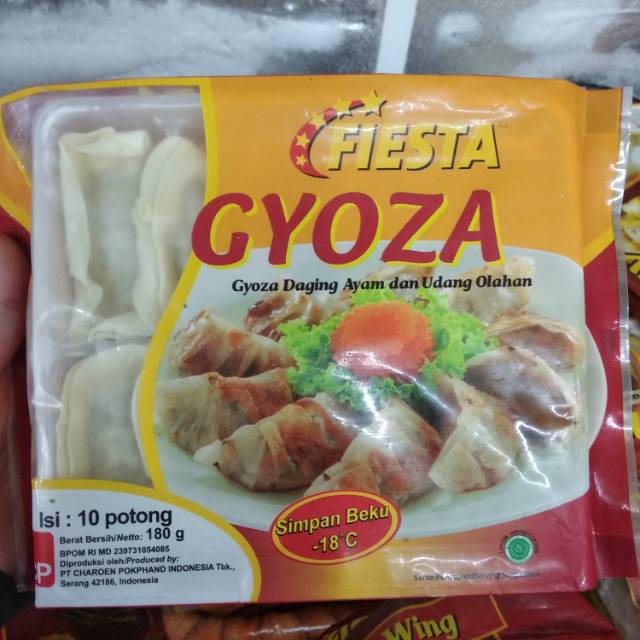 FIESTA
GYOZA
Gyoza Daging Ayam dan Udang Olahan
Isi : 10 potong
Berat Bersih/Netto: 180 g
BPOM RI MD 239731054085
Diproduksi oleh/Produced by:
PT CHAROEN POKPHAND INDONESIA Tbk.,
Serang 42186, Indonesia
Simpan Beku
-18°C
Wing